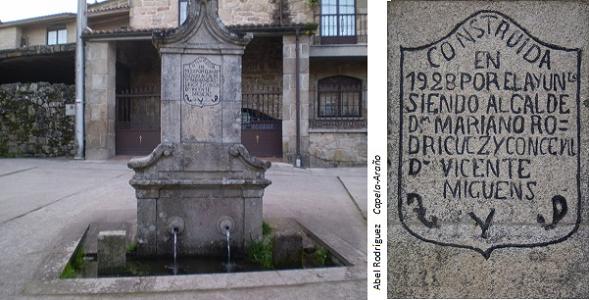 CONSTRUIDA
EN
1928 POR EL AYUNTº
SIENDO ALCALDE
Dⁿ MARIANO RO=
DRIGUEZ Y CONCEJIL
Dⁿ VICENTE
MIGUENS
Abel Rodríguez Capela-Araño